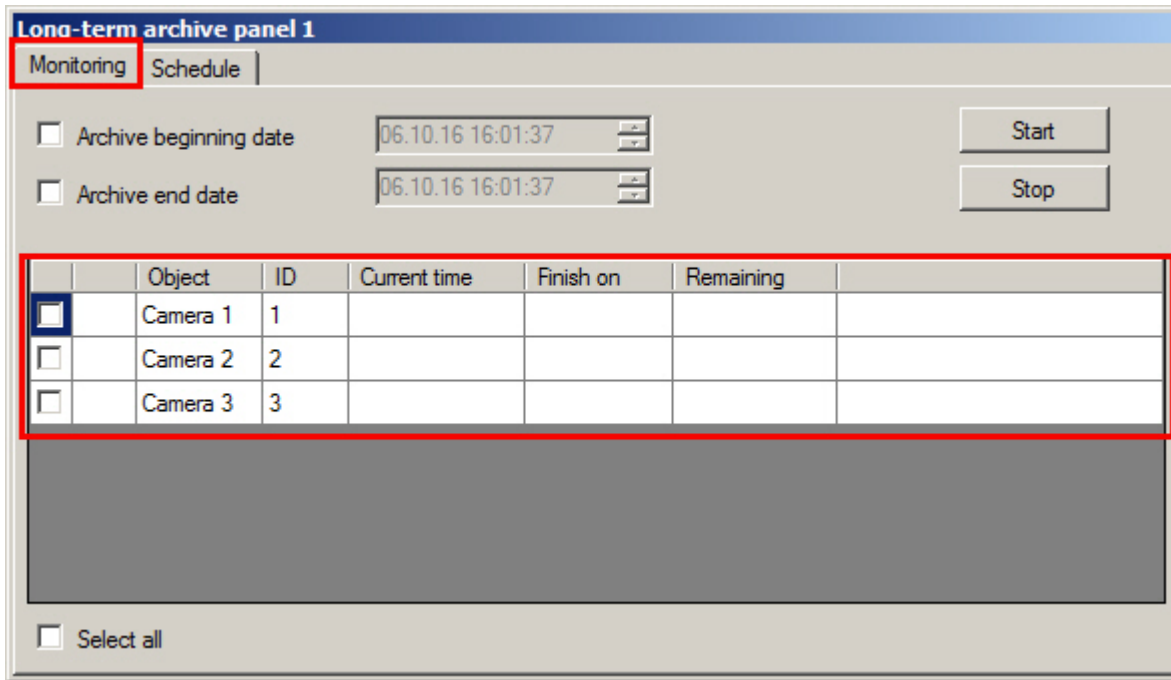 Long-term archive panel 1
Monitoring Schedule
Archive beginning date 06.10.16 16:01:37 Start
Archive end date 06.10.16 16:01:37 Stop
Object ID Current time Finish on Remaining
Camera 1 1
Camera 2 2
Camera 3 3
Select all